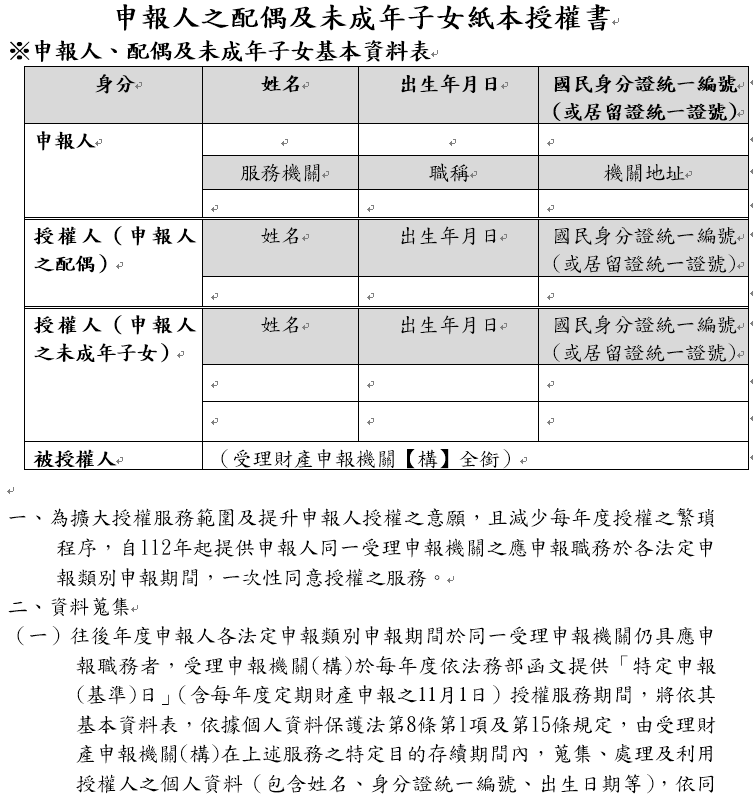 申報人之配偶及未成年子女紙本授權書
※申報人、配偶及未成年子女基本資料表
身分 姓名 出生年月日 國民身分證統一編號
(或居留證統一證號)
申報人
服務機關 職稱 機關地址
授權人（申報人 姓名 出生年月日 國民身分證統一編號
之配偶） (或居留證統一證號)
授權人（申報人 姓名 出生年月日 國民身分證統一編號
之未成年子女） (或居留證統一證號)
被授權人 （受理財產申報機關【構】全銜）
一、為擴大授權服務範圍及提升申報人授權之意願，且減少每年度授權之繁瑣
程序，自112年起提供申報人同一受理申報機關之應申報職務於各法定申
報類別申報期間，一次性同意授權之服務。
二、資料蒐集
（一）往後年度申報人各法定申報類別申報期間於同一受理申報機關仍具應申
報職務者，受理申報機關(構)於每年度依法務部函文提供「特定申報
(基準)日」（含每年度定期財產申報之11月1日）授權服務期間，將依其
基本資料表，依據個人資料保護法第8條第1項及第15條規定，由受理財
產申報機關(構)在上述服務之特定目的存續期間內，蒐集、處理及利用
授權人之個人資料（包含姓名、身分證統一編號、出生日期等），依同